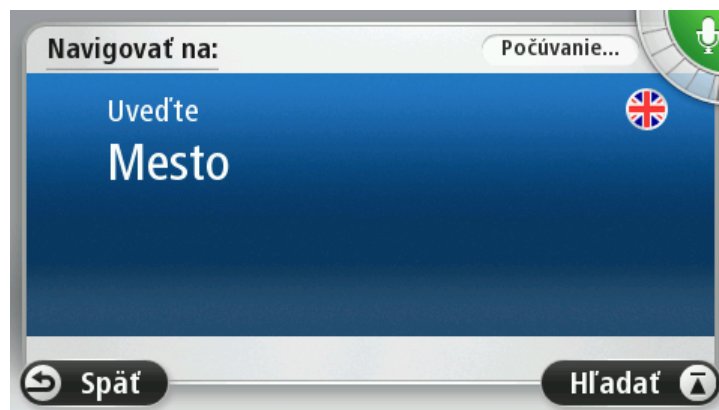 Navigovať na:
Počúvanie...
Uveďte
Mesto
Späť
Hľadať